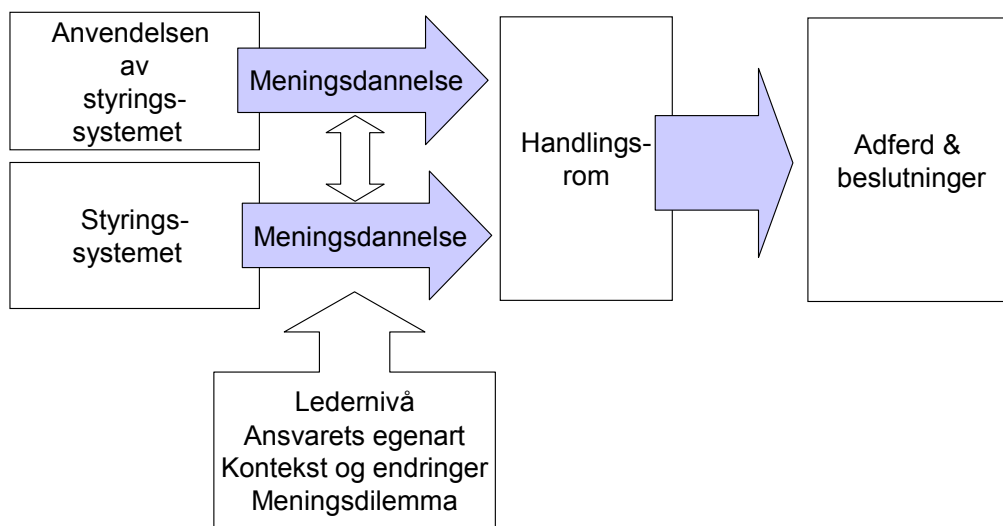 Anvendelsen
av
styrings-
systemet
Meningsdannelse
Styrings-
systemet
Meningsdannelse
Handlings-
rom
Adferd &
beslutninger
Ledernivå
Ansvarets egenart
Kontekst og endringer
Meningsdilemma